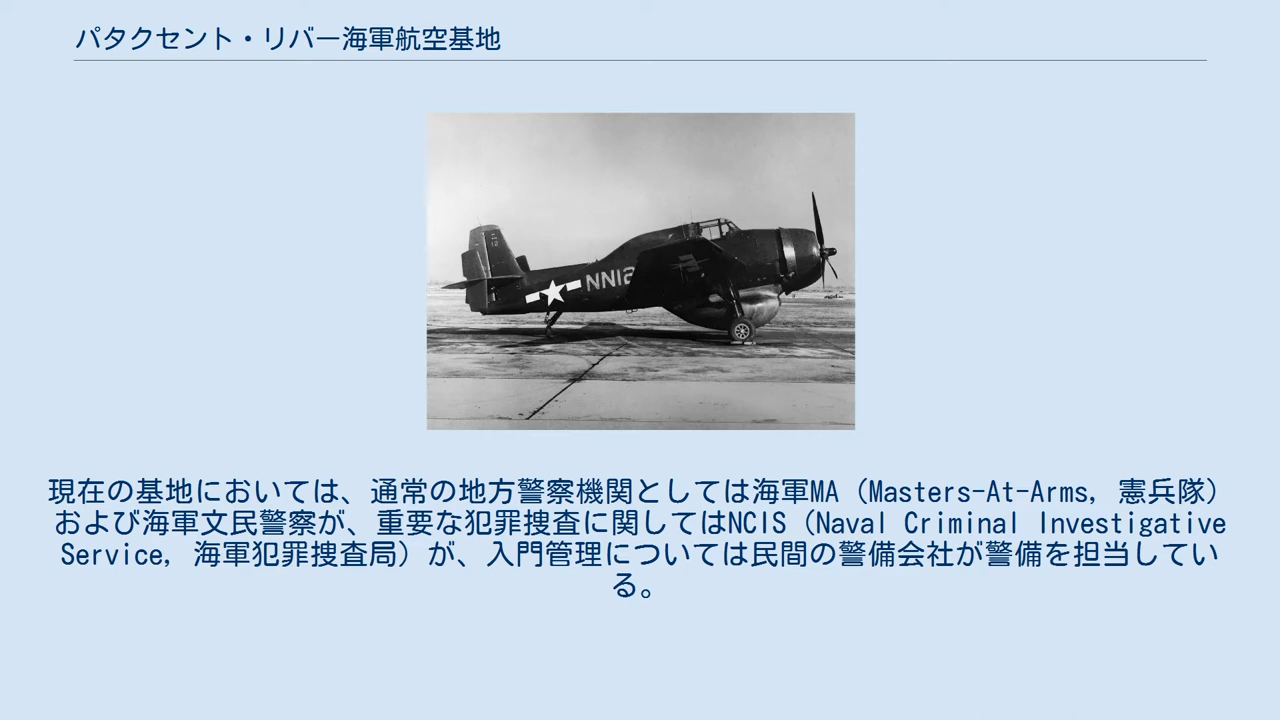 パタクセント・リバー海軍航空基地
12
NN12
現在の基地においては、通常の地方警察機関としては海軍MA（Masters-At-Arms, 憲兵隊）
および海軍文民警察が、重要な犯罪捜査に関してはNCIS（Naval Criminal Investigative
Service, 海軍犯罪捜査局）が、入門管理については民間の警備会社が警備を担当してい
る。